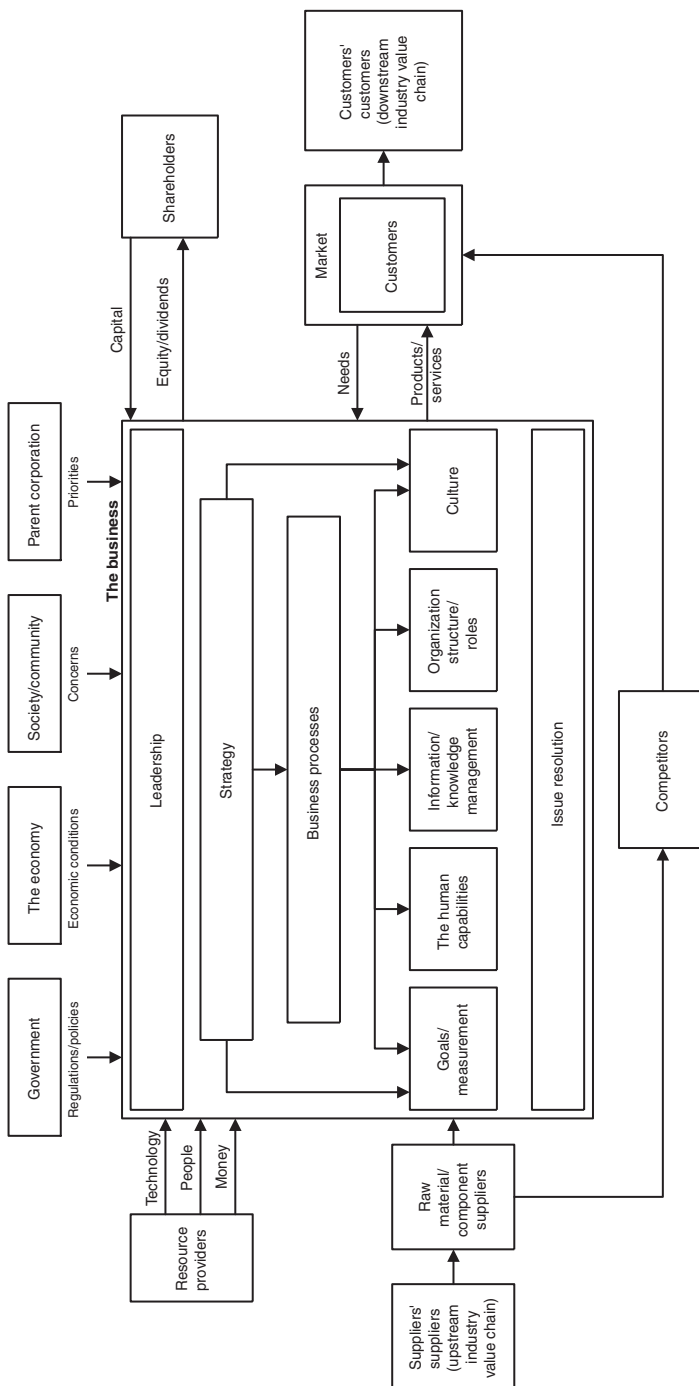 Government
The economy
Society/community
Parent corporation
Regulations/policies
Economic conditions
Concerns
Priorities
The business
Resource
providers
Technology
People
Money
Leadership
Strategy
Business processes
Goals/
measurement
The human
capabilities
Information/
knowledge
management
Organization
structure/
roles
Culture
Issue resolution
Capital
Equity/dividends
Shareholders
Needs
Products/
services
Market
Customers
Customers'
customers
(downstream
industry value
chain)
Suppliers'
suppliers
(upstream
industry
value chain)
Raw
material/
component
suppliers
Competitors